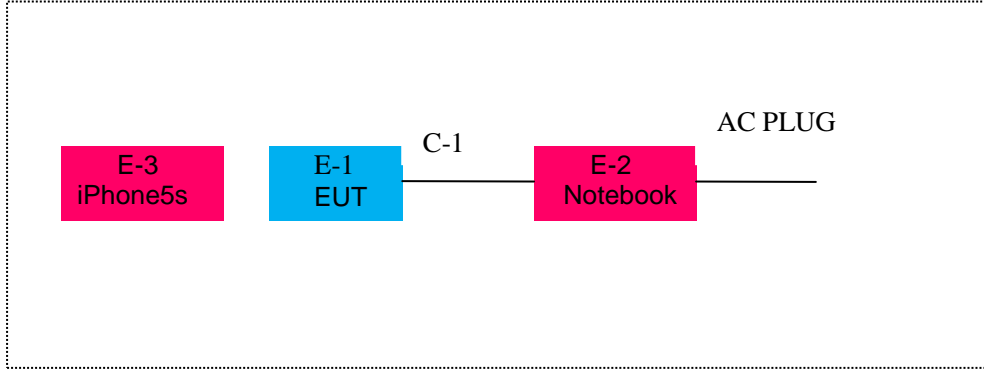 E-3
iPhone5s
E-1
EUT
C-1
E-2
Notebook
AC PLUG